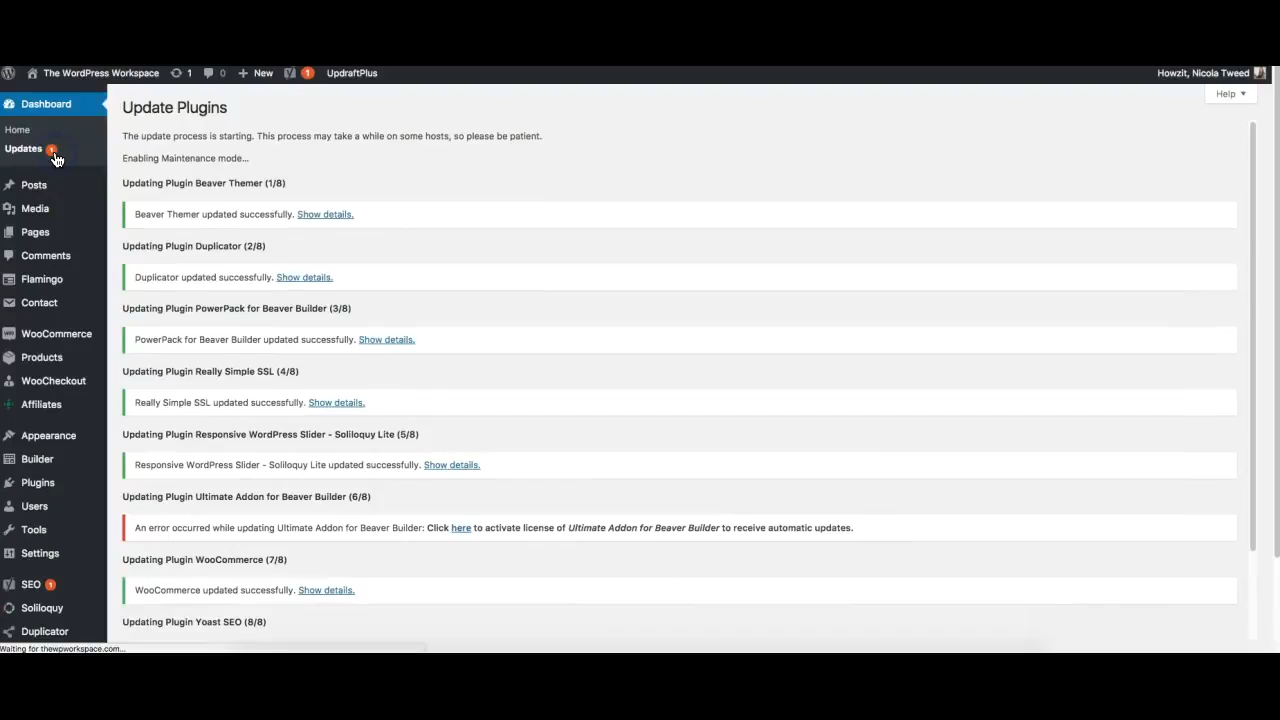 The WordPress Workspace 1 0 New 1 UpdraftPlus Howzit, Nicola Tweed
Help
Dashboard
Home
Updates 1
Posts
Media
Pages
Comments
Flamingo
Contact
WooCommerce
Products
WooCheckout
Affiliates
Appearance
Builder
Plugins
Users
Tools
Settings
SEO 1
Soliloquy
Duplicator
Update Plugins
The update process is starting. This process may take a while on some hosts, so please be patient.
Enabling Maintenance mode...
Updating Plugin Beaver Themer (1/8)
Beaver Themer updated successfully. Show details.
Updating Plugin Duplicator (2/8)
Duplicator updated successfully. Show details.
Updating Plugin PowerPack for Beaver Builder (3/8)
PowerPack for Beaver Builder updated successfully. Show details.
Updating Plugin Really Simple SSL (4/8)
Really Simple SSL updated successfully. Show details.
Updating Plugin Responsive WordPress Slider - Soliloquy Lite (5/8)
Responsive WordPress Slider - Soliloquy Lite updated successfully. Show details.
Updating Plugin Ultimate Addon for Beaver Builder (6/8)
An error occurred while updating Ultimate Addon for Beaver Builder: Click here to activate license of Ultimate Addon for Beaver Builder to receive automatic updates.
Updating Plugin WooCommerce (7/8)
WooCommerce updated successfully. Show details.
Updating Plugin Yoast SEO (8/8)
Waiting for thewpworkspace.com...